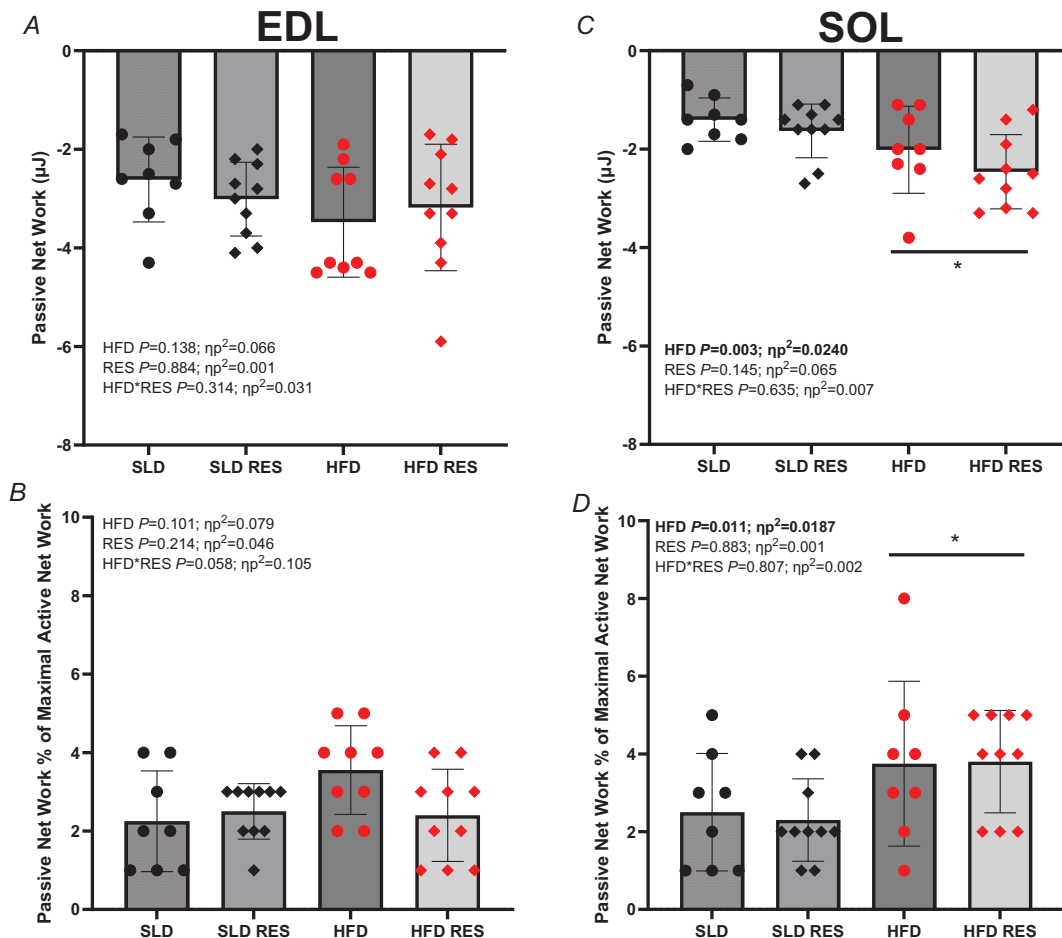 A
EDL
Passive Net Work (µJ)
0
-2
-4
-6
-8
HFD P=0.138; ηp²=0.066
RES P=0.884; ηp²=0.001
HFD*RES P=0.314; ηp²=0.031
SLD
SLD RES
HFD
HFD RES
C
SOL
Passive Net Work (µJ)
0
-2
-4
-6
-8
*
HFD P=0.003; ηp²=0.0240
RES P=0.145; ηp²=0.065
HFD*RES P=0.635; ηp²=0.007
SLD
SLD RES
HFD
HFD RES
B
Passive Net Work % of Maximal Active Net Work
10
8
6
4
2
0
HFD P=0.101; ηp²=0.079
RES P=0.214; ηp²=0.046
HFD*RES P=0.058; ηp²=0.105
SLD
SLD RES
HFD
HFD RES
D
Passive Net Work % of Maximal Active Net Work
10
8
6
4
2
0
HFD P=0.011; ηp²=0.0187
RES P=0.883; ηp²=0.001
HFD*RES P=0.807; ηp²=0.002
*
SLD
SLD RES
HFD
HFD RES